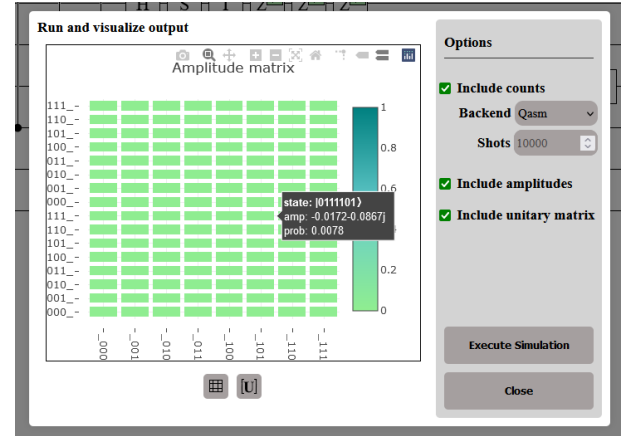 H S T Z Z Z
Run and visualize output
Amplitude matrix
111_-
110_-
101_-
100_-
011_-
010_-
001_-
000_-
111_-
110_-
101_-
100_-
011_-
010_-
001_-
000_-
_000
_001
_010
_011
_100
_101
_110
_111
1
0.8
0.6
0.2
0
state: |0111101⟩
amp: -0.0172-0.0867j
prob: 0.0078
[U]
Options
Include counts
Backend Qasm
Shots 10000
Include amplitudes
Include unitary matrix
Execute Simulation
Close